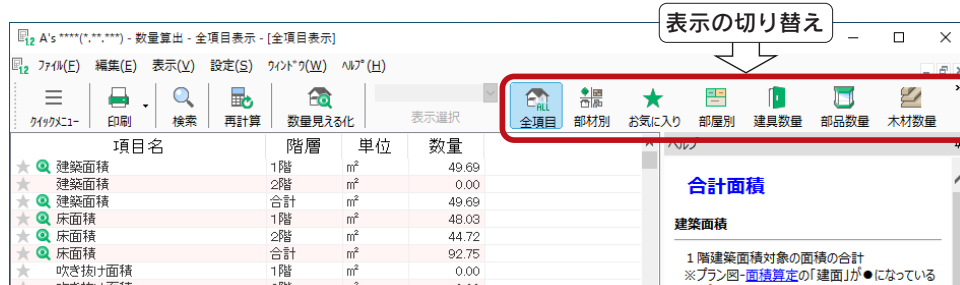 表示の切り替え
A's ****(*.**.***) - 数量算出 - 全項目表示 - [全項目表示]
ﾌｧｲﾙ(F) 編集(E) 表示(V) 設定(S) ｳｨﾝﾄﾞｳ(W) ﾍﾙﾌﾟ(H)
ｸｲｯｸﾒﾆｭｰ 印刷 検索 再計算 数量見える化 表示選択 全項目 部材別 お気に入り 部屋別 建具数量 部品数量 木材数量
項目名 階層 単位 数量
建築面積 1階 ㎡ 49.69
建築面積 2階 ㎡ 0.00
建築面積 合計 ㎡ 49.69
床面積 1階 ㎡ 48.03
床面積 2階 ㎡ 44.72
床面積 合計 ㎡ 92.75
吹き抜け面積 1階 ㎡ 0.00
ヘルプ
合計面積
建築面積
1階建築面積対象の面積の合計
※プラン図-面積算定の「建面」が●になっている